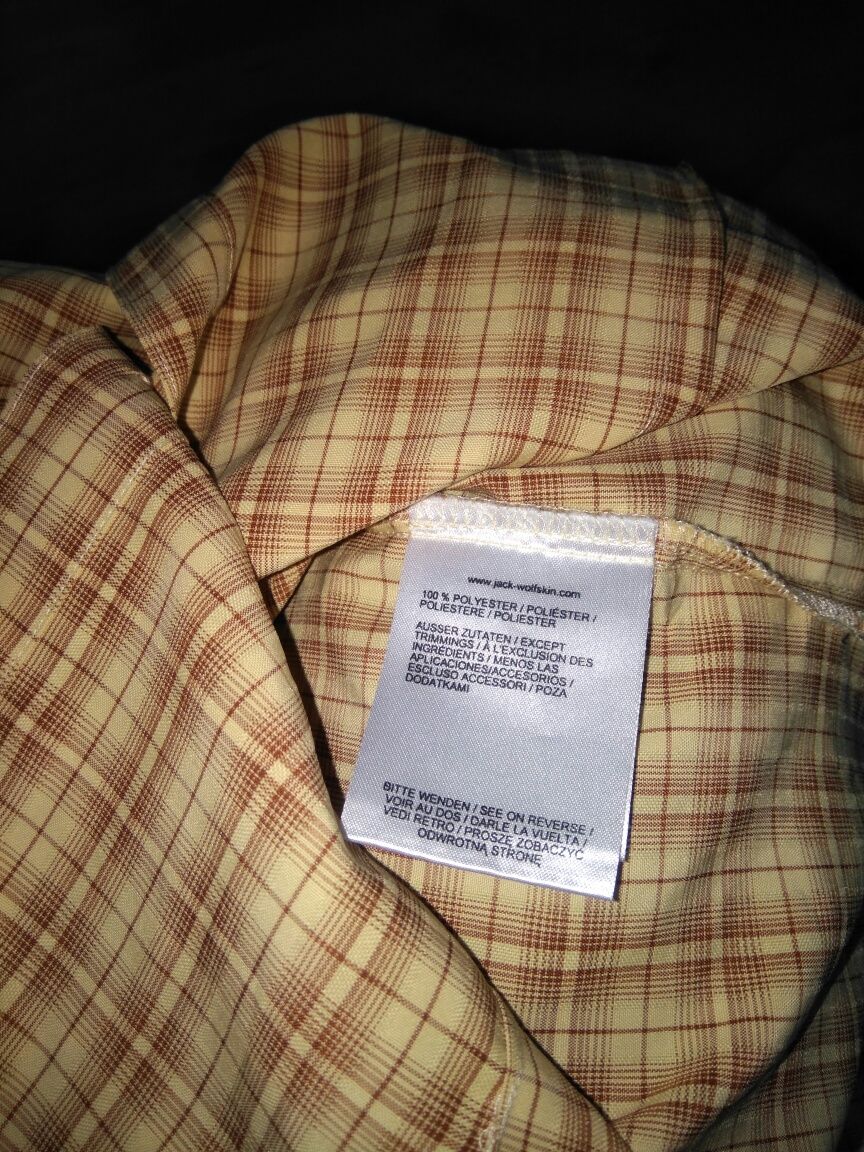 www.jack-wolfskin.com
100 % POLYESTER / POLIÉSTER /
POLIESTERE / POLIESTER
AUSSER ZUTATEN / EXCEPT
TRIMMINGS / À L'EXCLUSION DES
INGRÉDIENTS / MENOS LAS
APLICACIONES/ACCESORIOS /
ESCLUSO ACCESSORI / POZA
DODATKAMI
BITTE WENDEN / SEE ON REVERSE /
VOIR AU DOS / DARLE LA VUELTA /
VEDI RETRO / PROSZĘ ZOBACZYĆ
ODWROTNĄ STRONĘ